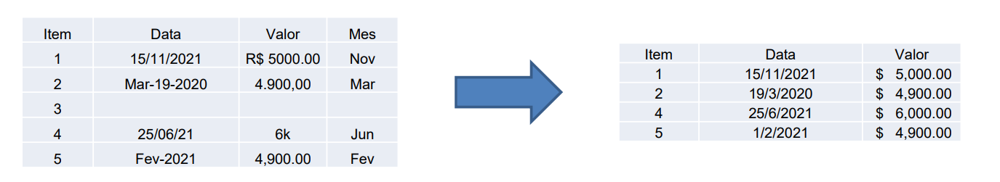 Item Data Valor Mes
1 15/11/2021 R$ 5000.00 Nov
2 Mar-19-2020 4.900,00 Mar
3
4 25/06/21 6k Jun
5 Fev-2021 4,900.00 Fev
Item Data Valor
1 15/11/2021 $ 5,000.00
2 19/3/2020 $ 4,900.00
4 25/6/2021 $ 6,000.00
5 1/2/2021 $ 4,900.00